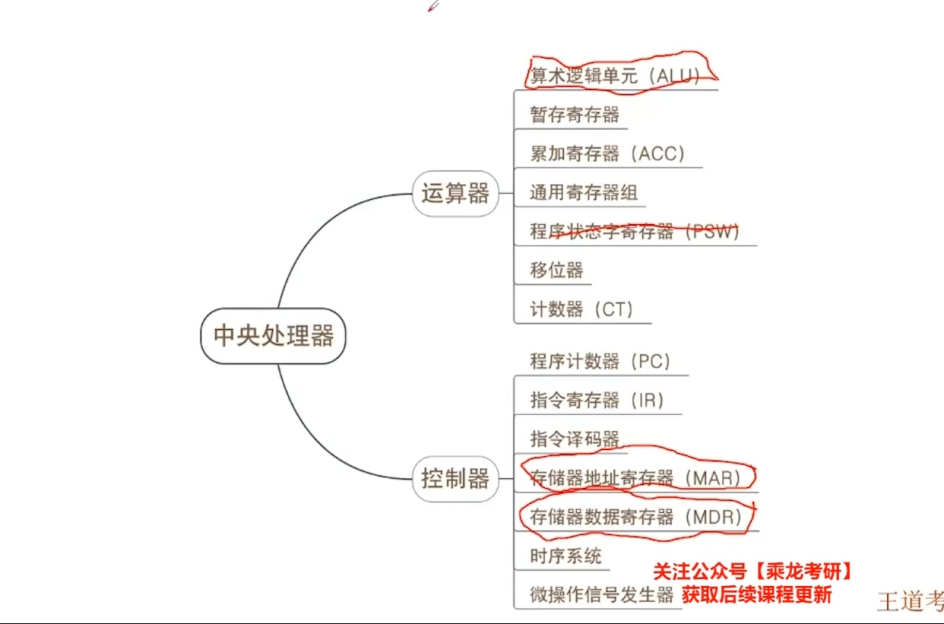 算术逻辑单元（ALU）
暂存寄存器
累加寄存器（ACC）
运算器
通用寄存器组
程序状态字寄存器（PSW）
移位器
计数器（CT）
中央处理器
程序计数器（PC）
指令寄存器（IR）
指令译码器
控制器
存储器地址寄存器（MAR）
存储器数据寄存器（MDR）
时序系统
微操作信号发生器
关注公众号【乘龙考研】
获取后续课程更新
王道考